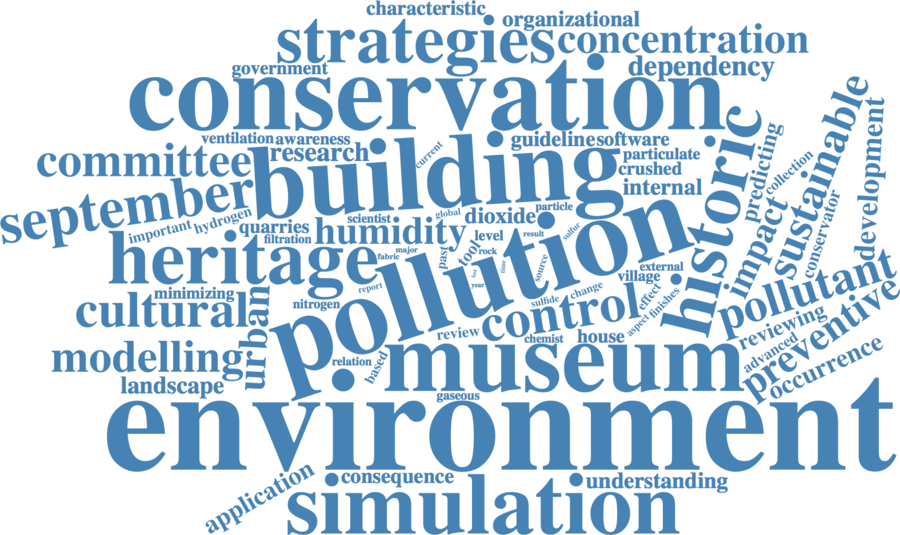 characteristic
organizational
strategies
concentration
government
dependency
conservation
ventilation
awareness
guideline
software
historic
predicting
sustainable
development
committee
research
current
building
particulate
crushed
collection
internal
september
important
hydrogen
quarries
filtration
scientist
humidity
global
dioxide
particle
level
result
sulfur
heritage
fabric
major
past
took
rock
pollution
impact
conservator
minimizing
cultural
urban
nitrogen
report
year
time
source
sulfide
change
village
external
effect
finishes
aspect
pollutant
preventive
reviewing
advanced
occurrence
modelling
landscape
relation
based
review
control
chemist
house
museum
gaseous
environment
application
consequence
understanding
simulation